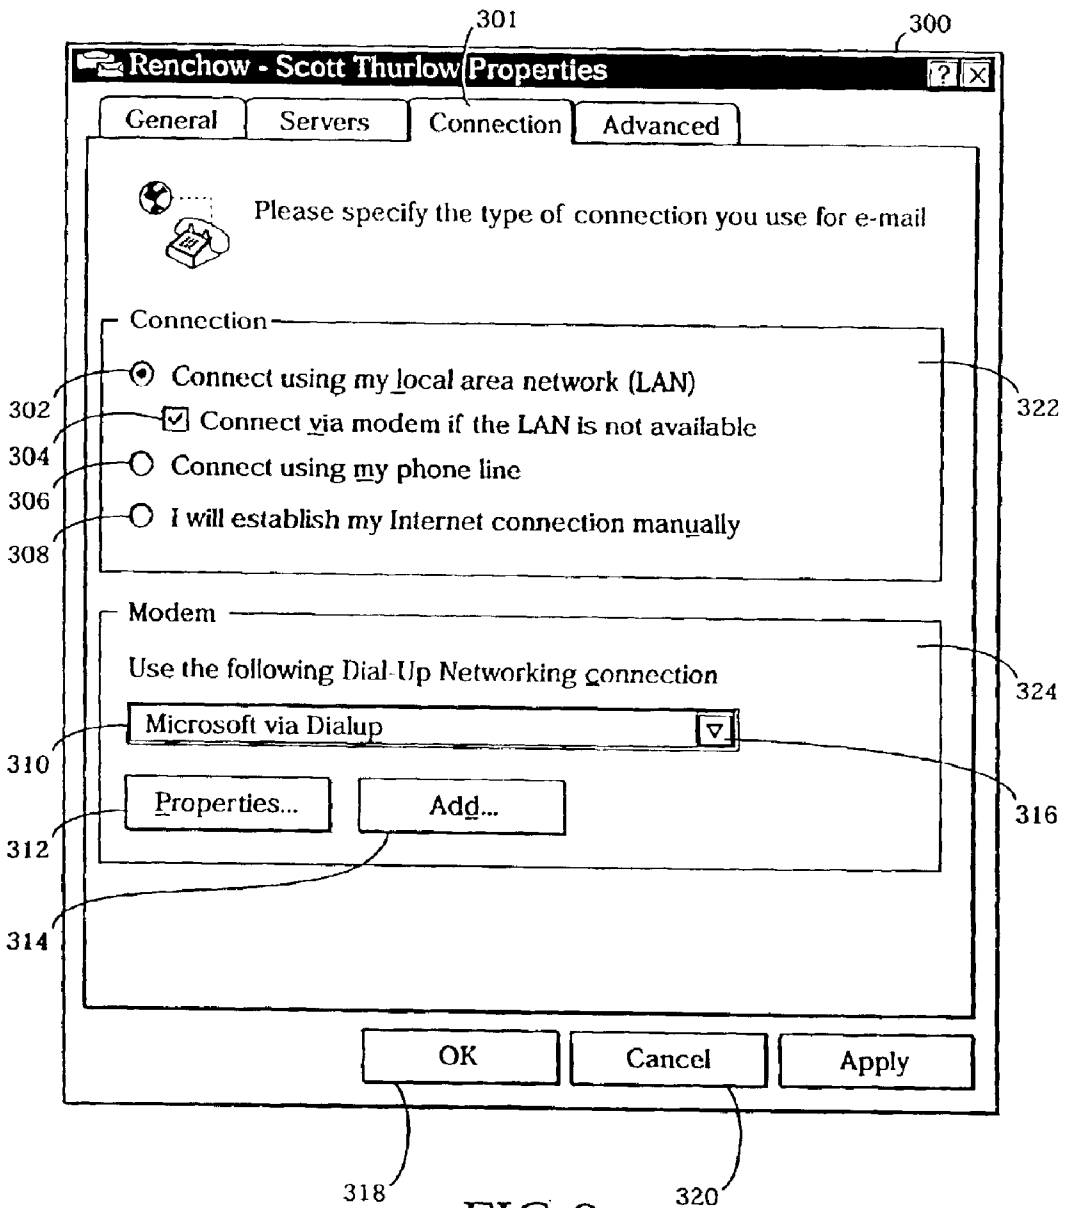 301
300
Renchow - Scott Thurlow Properties
? X
General Servers Connection Advanced
Please specify the type of connection you use for e-mail
Connection
Connect using my local area network (LAN)
302
322
Connect via modem if the LAN is not available
304
Connect using my phone line
306
I will establish my Internet connection manually
308
Modem
Use the following Dial-Up Networking connection
324
Microsoft via Dialup
310
Properties... Add...
316
312
314
OK Cancel Apply
318
320